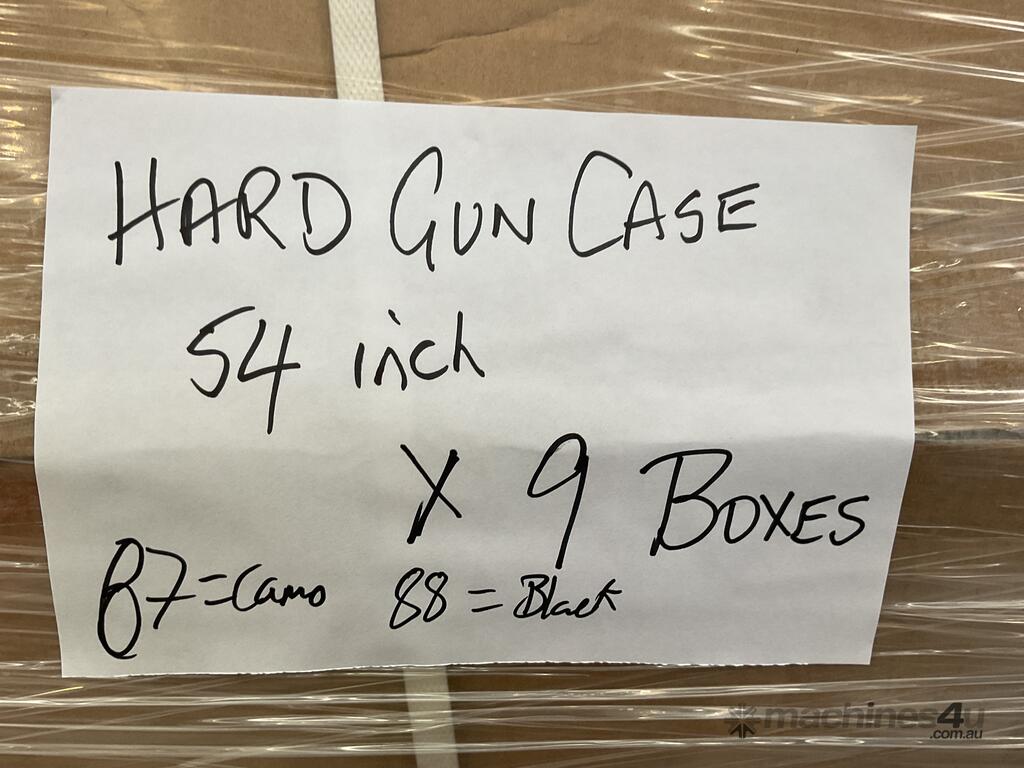 HARD GUN CASE
54 inch
X 9 BOXES
87=Camo 88=Black
machines4u
.com.au